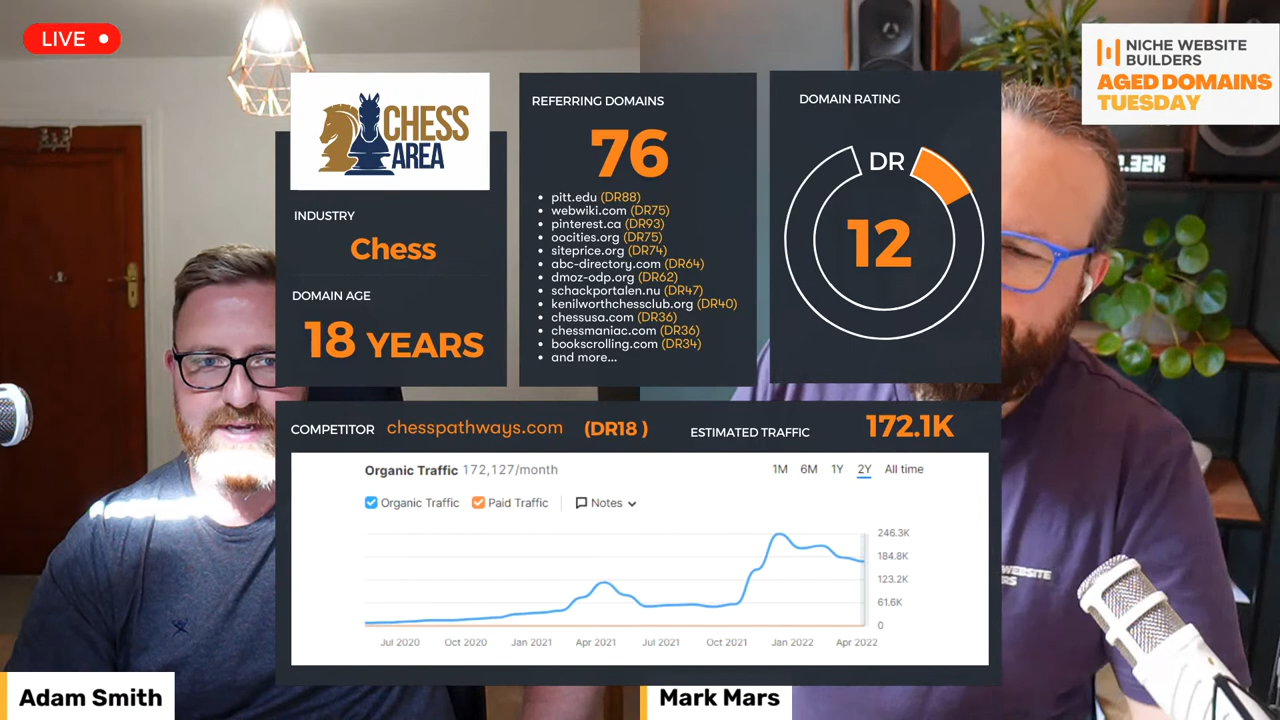 LIVE
NICHE WEBSITE
BUILDERS
AGED DOMAINS
TUESDAY
CHESS
AREA
INDUSTRY
Chess
DOMAIN AGE
18 YEARS
REFERRING DOMAINS
76
pitt.edu (DR88)
webwiki.com (DR75)
pinterest.ca (DR93)
oocities.org (DR75)
siteprice.org (DR74)
abc-directory.com (DR64)
dmoz-odp.org (DR62)
schackportalen.nu (DR47)
kenilworthchessclub.org (DR40)
chessusa.com (DR36)
chessmaniac.com (DR36)
bookscrolling.com (DR34)
and more...
DOMAIN RATING
DR
12
.32K
COMPETITOR chesspathways.com (DR18 ) ESTIMATED TRAFFIC 172.1K
Organic Traffic 172,127/month
1M 6M 1Y 2Y All time
Organic Traffic Paid Traffic Notes
246.3K
184.8K
123.2K
61.6K
0
Jul 2020 Oct 2020 Jan 2021 Apr 2021 Jul 2021 Oct 2021 Jan 2022 Apr 2022
Adam Smith
Mark Mars